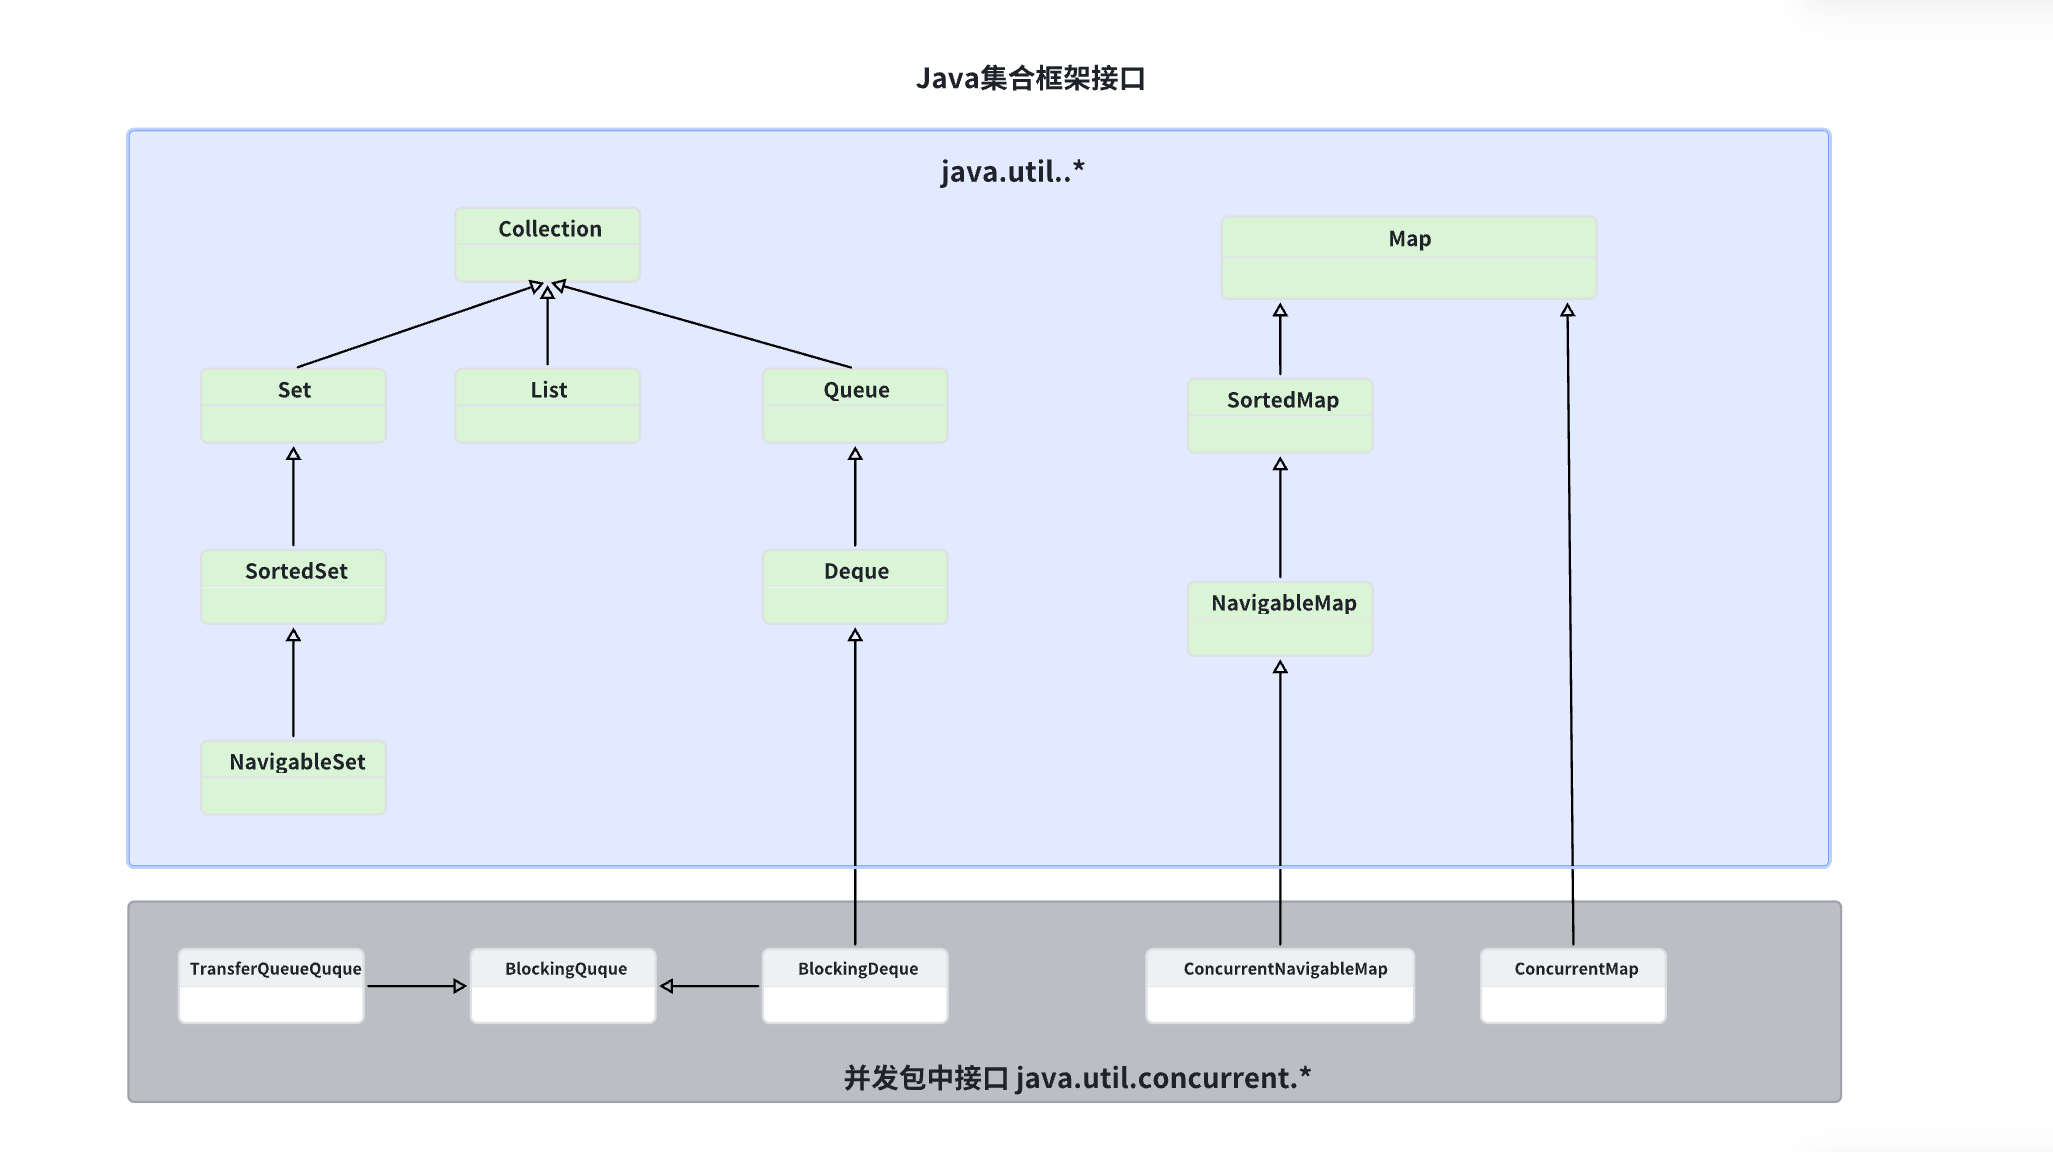 Java集合框架接口
java.util..*
Collection
Map
Set
List
Queue
SortedMap
SortedSet
Deque
NavigableMap
NavigableSet
TransferQueueQuque
BlockingQuque
BlockingDeque
ConcurrentNavigableMap
ConcurrentMap
并发包中接口 java.util.concurrent.*